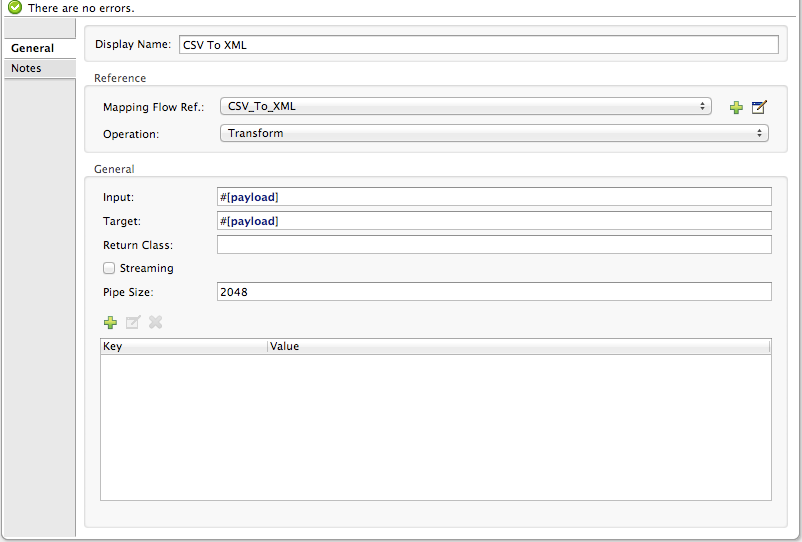 There are no errors.
General
Notes
Display Name: CSV To XML
Reference
Mapping Flow Ref.: CSV_To_XML
Operation: Transform
General
Input: #[payload]
Target: #[payload]
Return Class:
Streaming
Pipe Size: 2048
Key Value